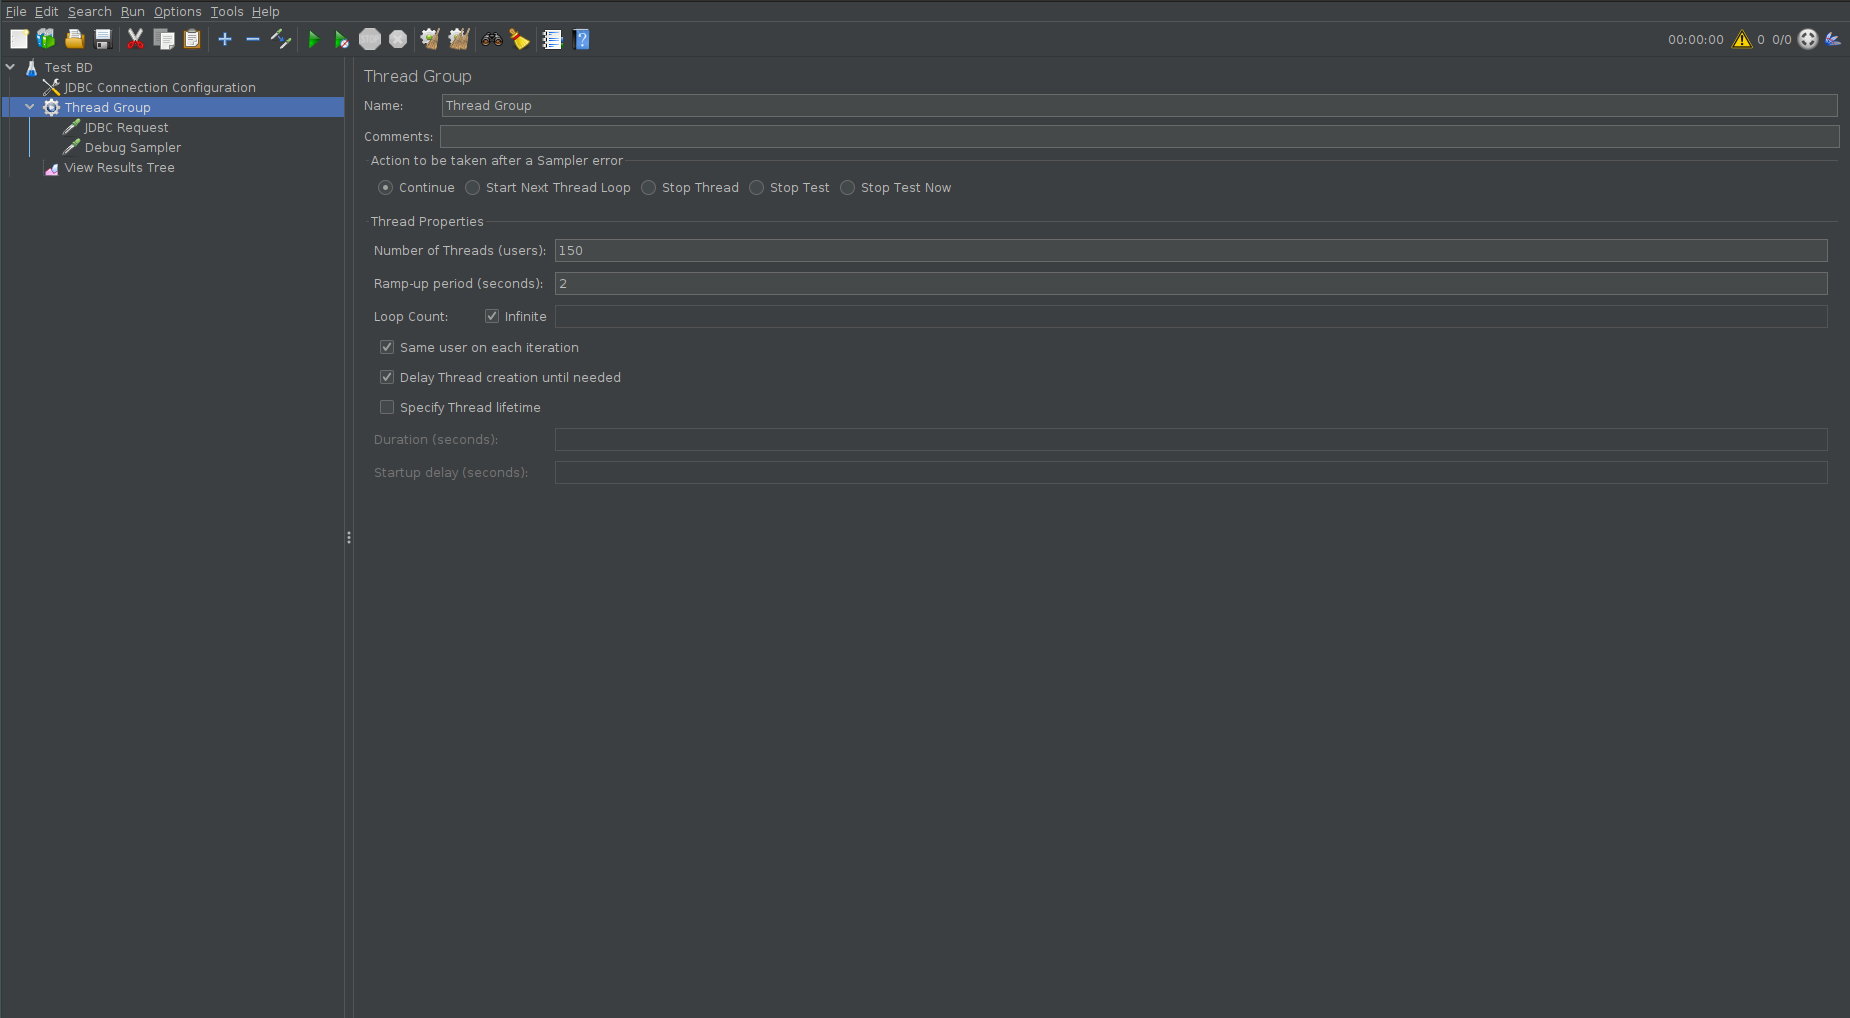 File Edit Search Run Options Tools Help
STOP
00:00:00 0 0/0
Test BD
JDBC Connection Configuration
Thread Group
JDBC Request
Debug Sampler
View Results Tree
Thread Group
Name: Thread Group
Comments:
Action to be taken after a Sampler error
Continue Start Next Thread Loop Stop Thread Stop Test Stop Test Now
Thread Properties
Number of Threads (users): 150
Ramp-up period (seconds): 2
Loop Count: Infinite
Same user on each iteration
Delay Thread creation until needed
Specify Thread lifetime
Duration (seconds):
Startup delay (seconds):